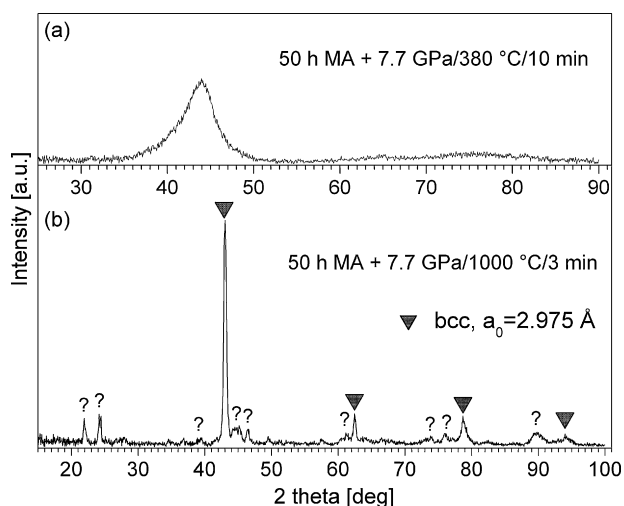 (a)
50 h MA + 7.7 GPa/380 °C/10 min
30 40 50 60 70 80 90
Intensity [a.u.]
(b)
50 h MA + 7.7 GPa/1000 °C/3 min
bcc, a₀=2.975 Å
? ? ? ? ? ? ? ? ?
20 30 40 50 60 70 80 90 100
2 theta [deg]